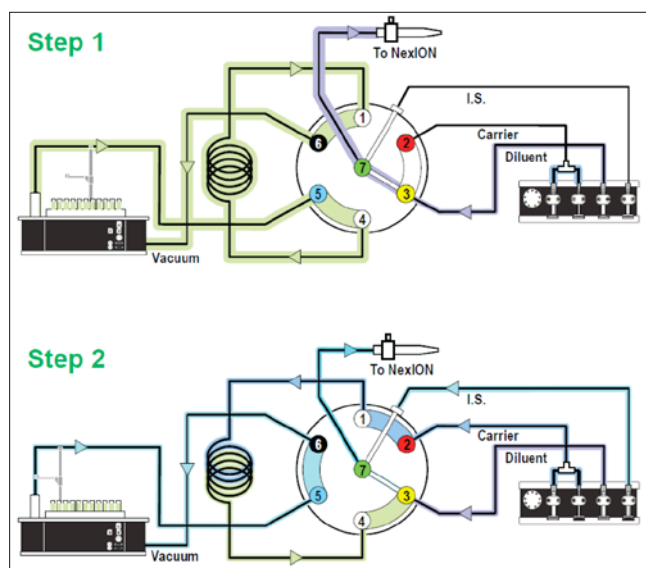 Step 1
To NexION
I.S.
1
2
Carrier
6
Diluent
7
5
3
4
Vacuum
Step 2
To NexION
I.S.
1
2
Carrier
6
Diluent
7
5
3
4
Vacuum